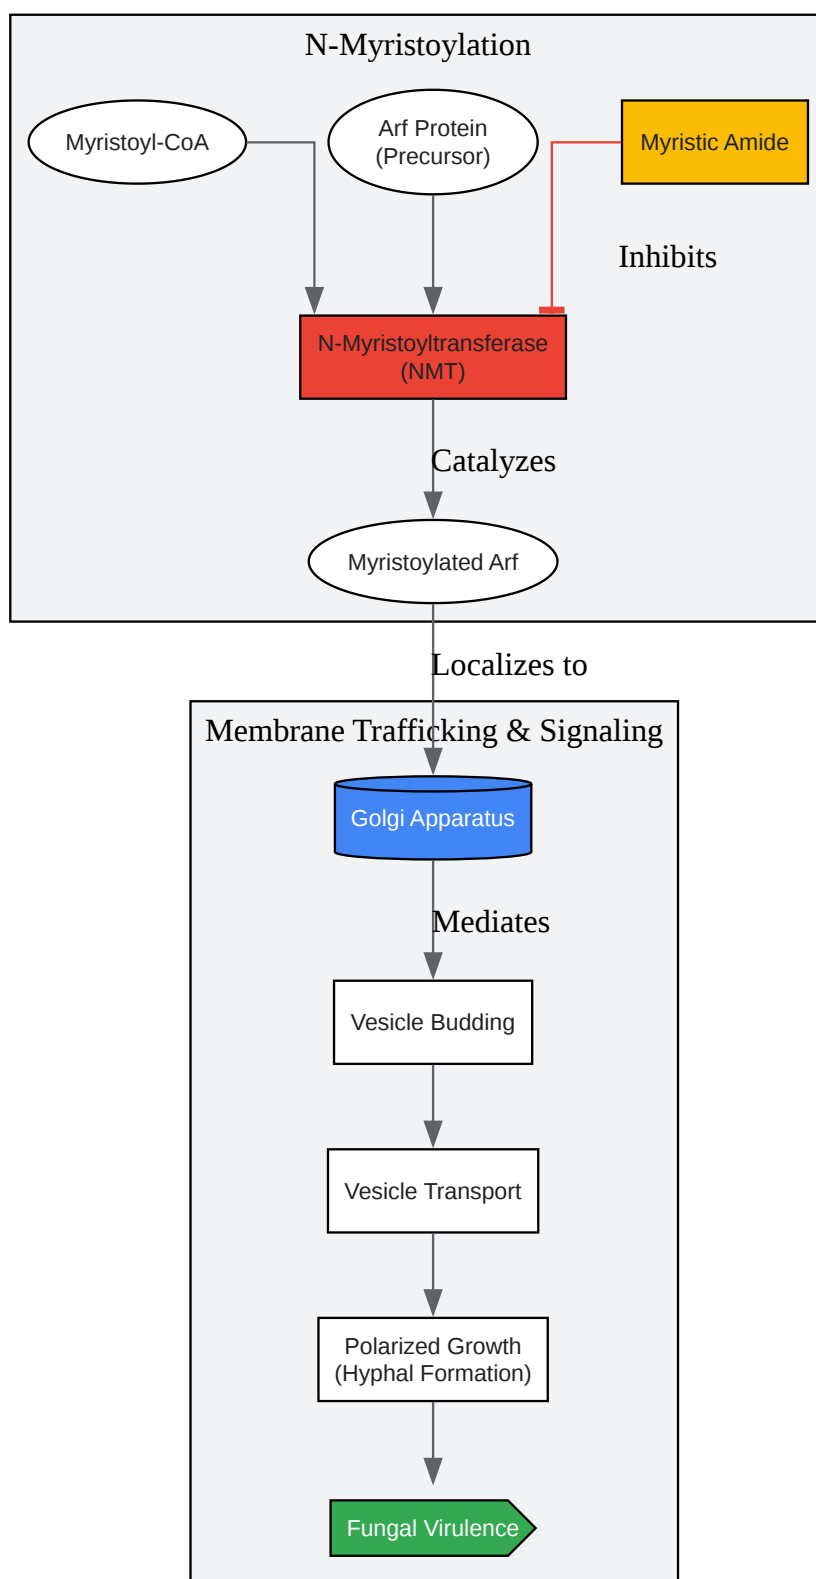 N-Myristoylation
Myristoyl-CoA
Arf Protein
(Precursor)
Myristic Amide
Inhibits
N-Myristoyltransferase
(NMT)
Catalyzes
Myristoylated Arf
Localizes to
Membrane Trafficking & Signaling
Golgi Apparatus
Mediates
Vesicle Budding
Vesicle Transport
Polarized Growth
(Hyphal Formation)
Fungal Virulence